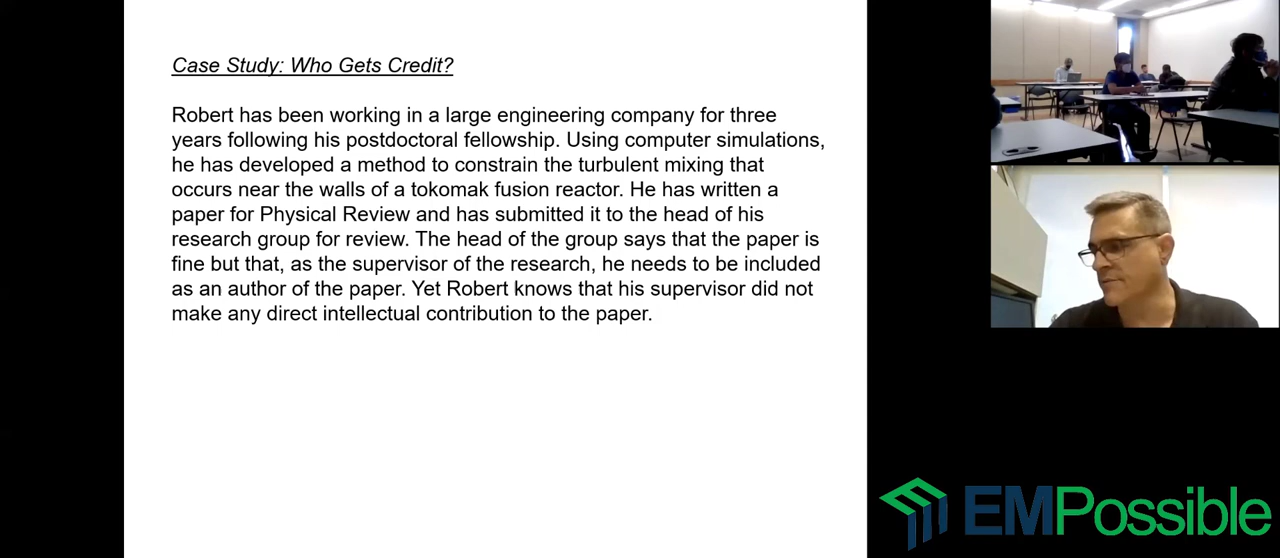 Case Study: Who Gets Credit?
Robert has been working in a large engineering company for three
years following his postdoctoral fellowship. Using computer simulations,
he has developed a method to constrain the turbulent mixing that
occurs near the walls of a tokomak fusion reactor. He has written a
paper for Physical Review and has submitted it to the head of his
research group for review. The head of the group says that the paper is
fine but that, as the supervisor of the research, he needs to be included
as an author of the paper. Yet Robert knows that his supervisor did not
make any direct intellectual contribution to the paper.
EMPossible